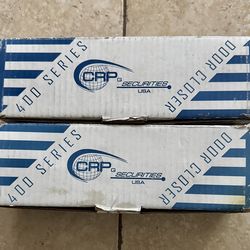 400 SERIES
CRP
G
SECURITIES
USA
DOOR CLOSER
400 SERIES
CRP
G
SECURITIES
USA
DOOR CLOSER